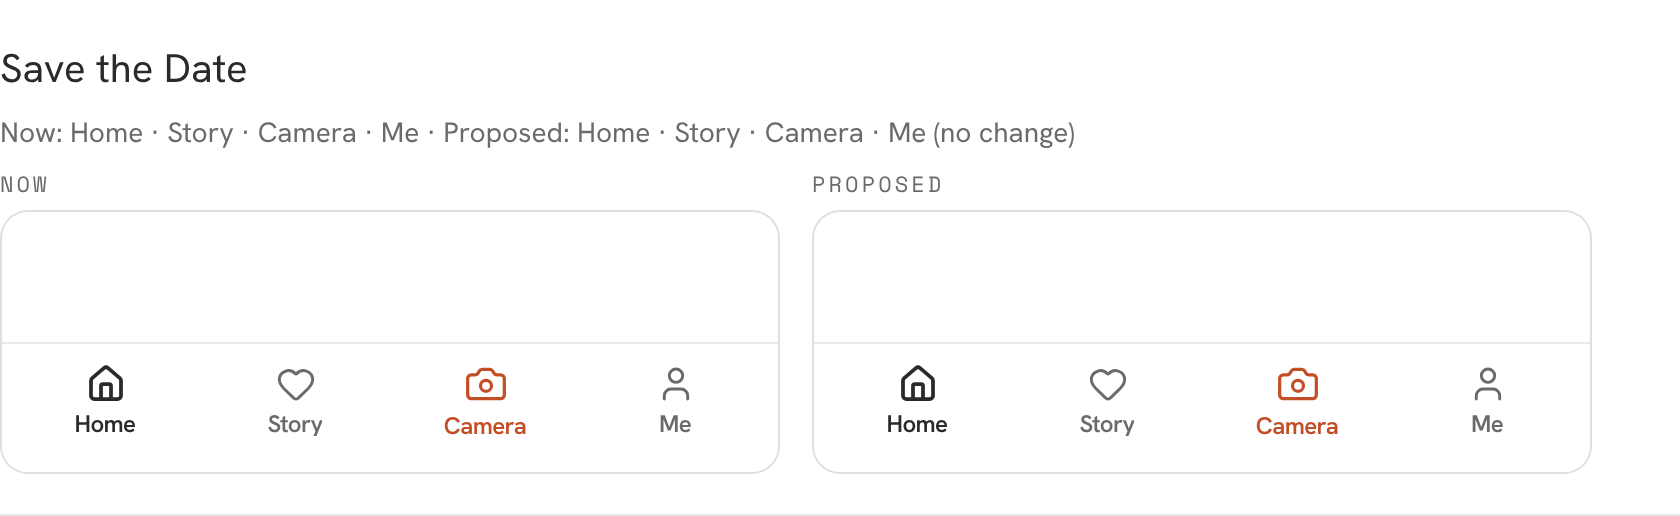 Save the Date
Now: Home · Story · Camera · Me · Proposed: Home · Story · Camera · Me (no change)
NOW
PROPOSED
Home Story Camera Me
Home Story Camera Me